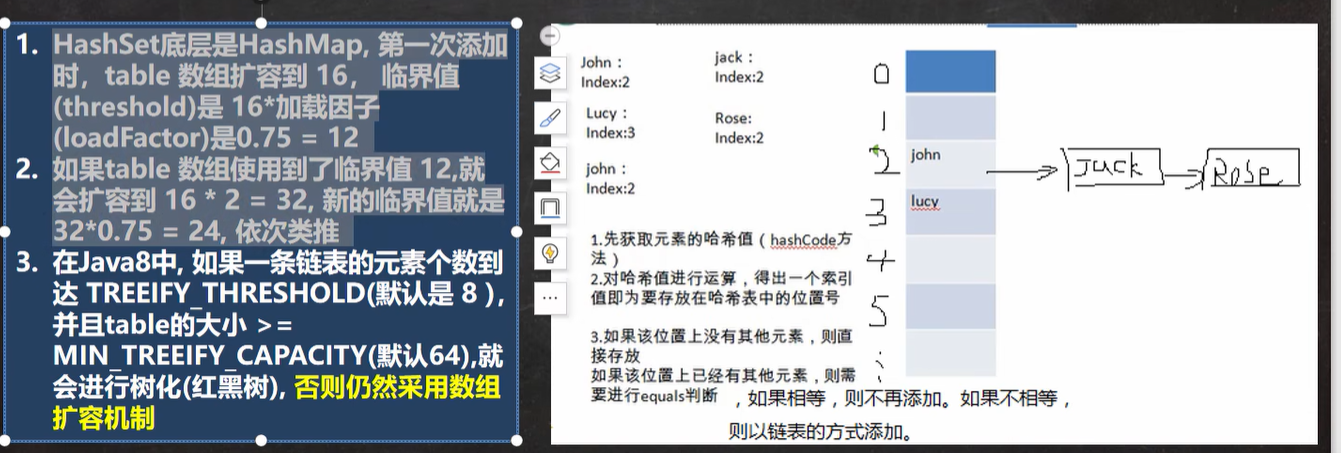 1. HashSet底层是HashMap, 第一次添加
时，table 数组扩容到 16， 临界值
(threshold)是 16*加载因子
(loadFactor)是0.75 = 12
2. 如果table 数组使用到了临界值 12,就
会扩容到 16 * 2 = 32, 新的临界值就是
32*0.75 = 24, 依次类推
3. 在Java8中, 如果一条链表的元素个数到
达 TREEIFY_THRESHOLD(默认是 8 ),
并且table的大小 >=
MIN_TREEIFY_CAPACITY(默认64),就
会进行树化(红黑树), 否则仍然采用数组
扩容机制
John：
Index:2
jack：
Index:2
Lucy：
Index:3
Rose:
Index:2
john：
Index:2
1.先获取元素的哈希值（hashCode方
法）
2.对哈希值进行运算，得出一个索引
值即为要存放在哈希表中的位置号
3.如果该位置上没有其他元素，则直
接存放
如果该位置上已经有其他元素，则需
要进行equals判断 ，如果相等，则不再添加。如果不相等，
则以链表的方式添加。
0
1
2 john Jack Rose
3 lucy
4
5